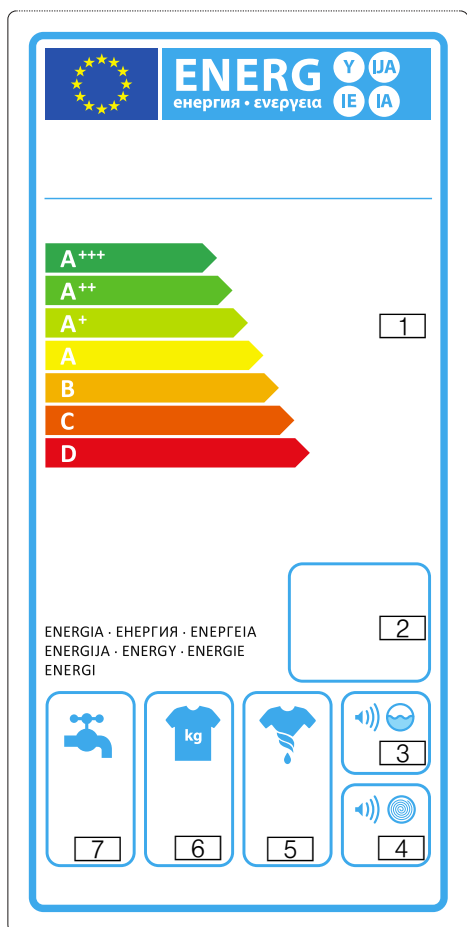 ENERG Y IJA
енергия · ενεργεια IE IA
A+++
A++
A+
1
A
B
C
D
2
ENERGIA · ЕНЕРГИЯ · ΕΝΕΡΓΕΙΑ
ENERGIJA · ENERGY · ENERGIE
ENERGI
kg
3
7
6
5
4